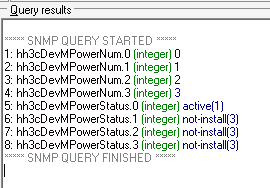 Query results
***** SNMP QUERY STARTED *****
1: hh3cDevMPowerNum.0 (integer) 0
2: hh3cDevMPowerNum.1 (integer) 1
3: hh3cDevMPowerNum.2 (integer) 2
4: hh3cDevMPowerNum.3 (integer) 3
5: hh3cDevMPowerStatus.0 (integer) active(1)
6: hh3cDevMPowerStatus.1 (integer) not-install(3)
7: hh3cDevMPowerStatus.2 (integer) not-install(3)
8: hh3cDevMPowerStatus.3 (integer) not-install(3)
***** SNMP QUERY FINISHED *****